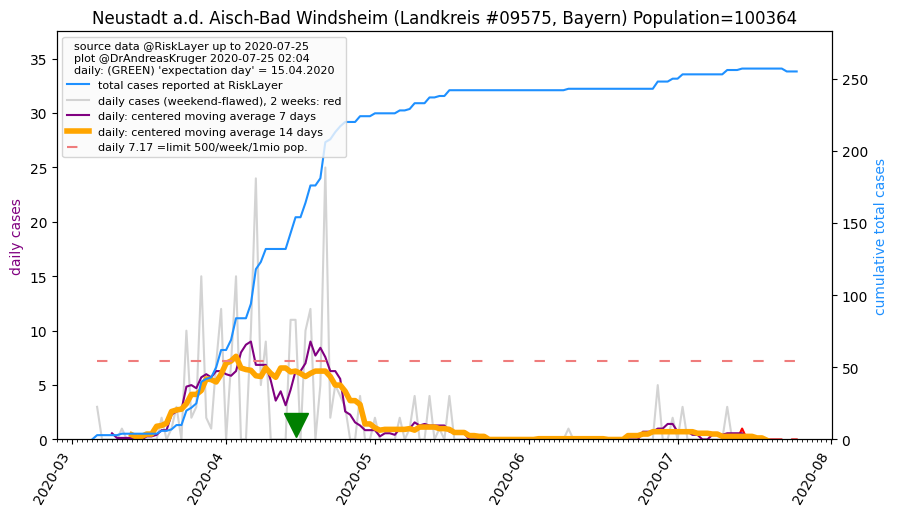 Neustadt a.d. Aisch-Bad Windsheim (Landkreis #09575, Bayern) Population=100364
source data @RiskLayer up to 2020-07-25
plot @DrAndreasKruger 2020-07-25 02:04
daily: (GREEN) 'expectation day' = 15.04.2020
total cases reported at RiskLayer
daily cases (weekend-flawed), 2 weeks: red
daily: centered moving average 7 days
daily: centered moving average 14 days
daily 7.17 =limit 500/week/1mio pop.
daily cases
35
30
25
20
15
10
5
0
cumulative total cases
250
200
150
100
50
0
2020-03
2020-04
2020-05
2020-06
2020-07
2020-08